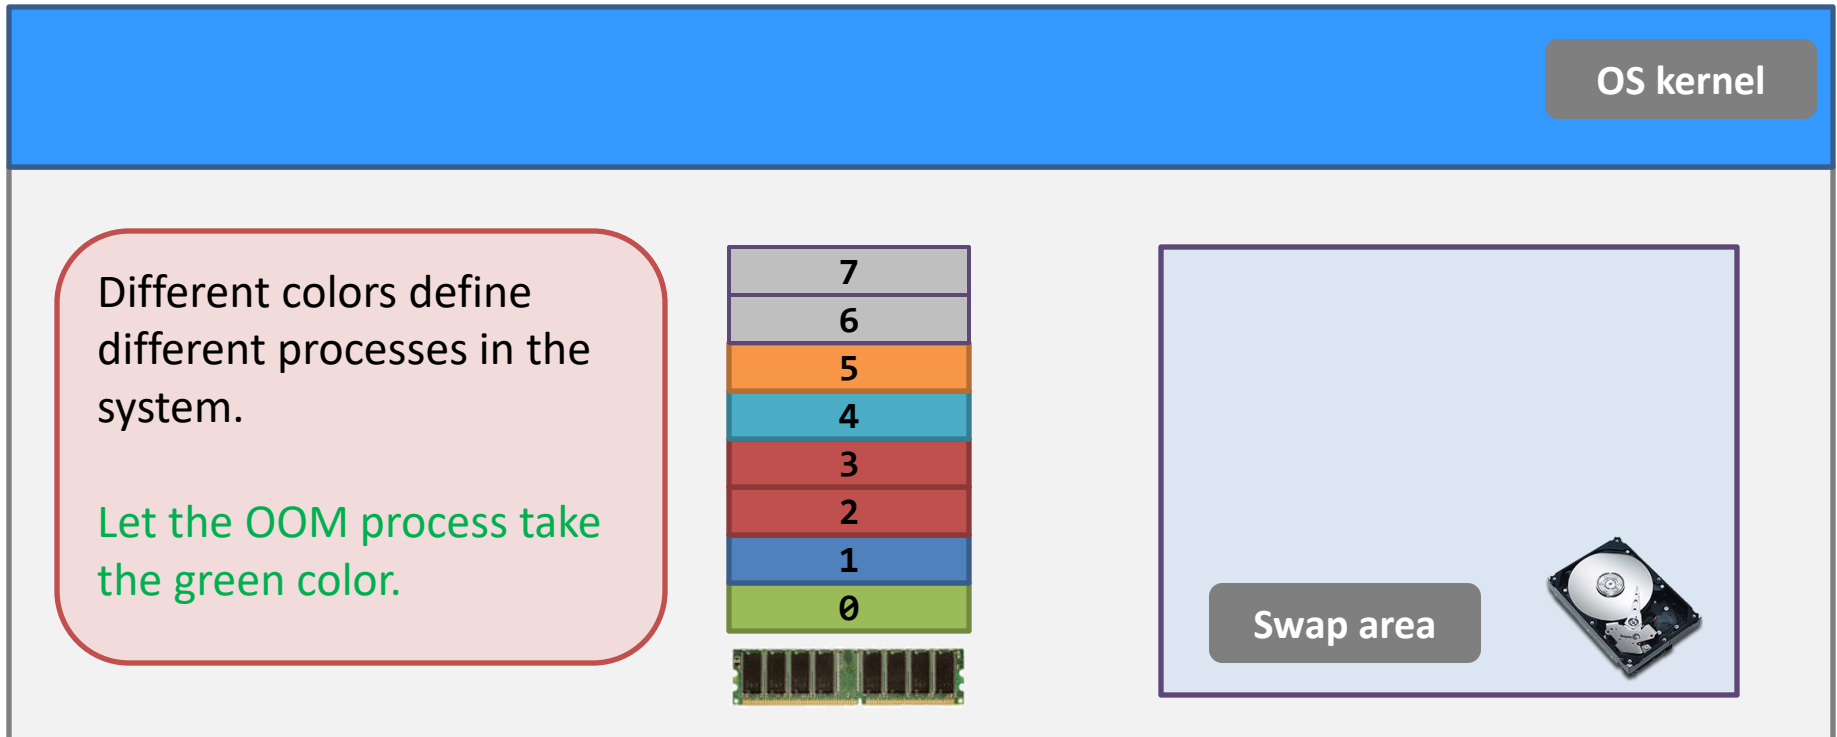 OS kernel
Different colors define
different processes in the
system.
Let the OOM process take
the green color.
7
6
5
4
3
2
1
0
Swap area